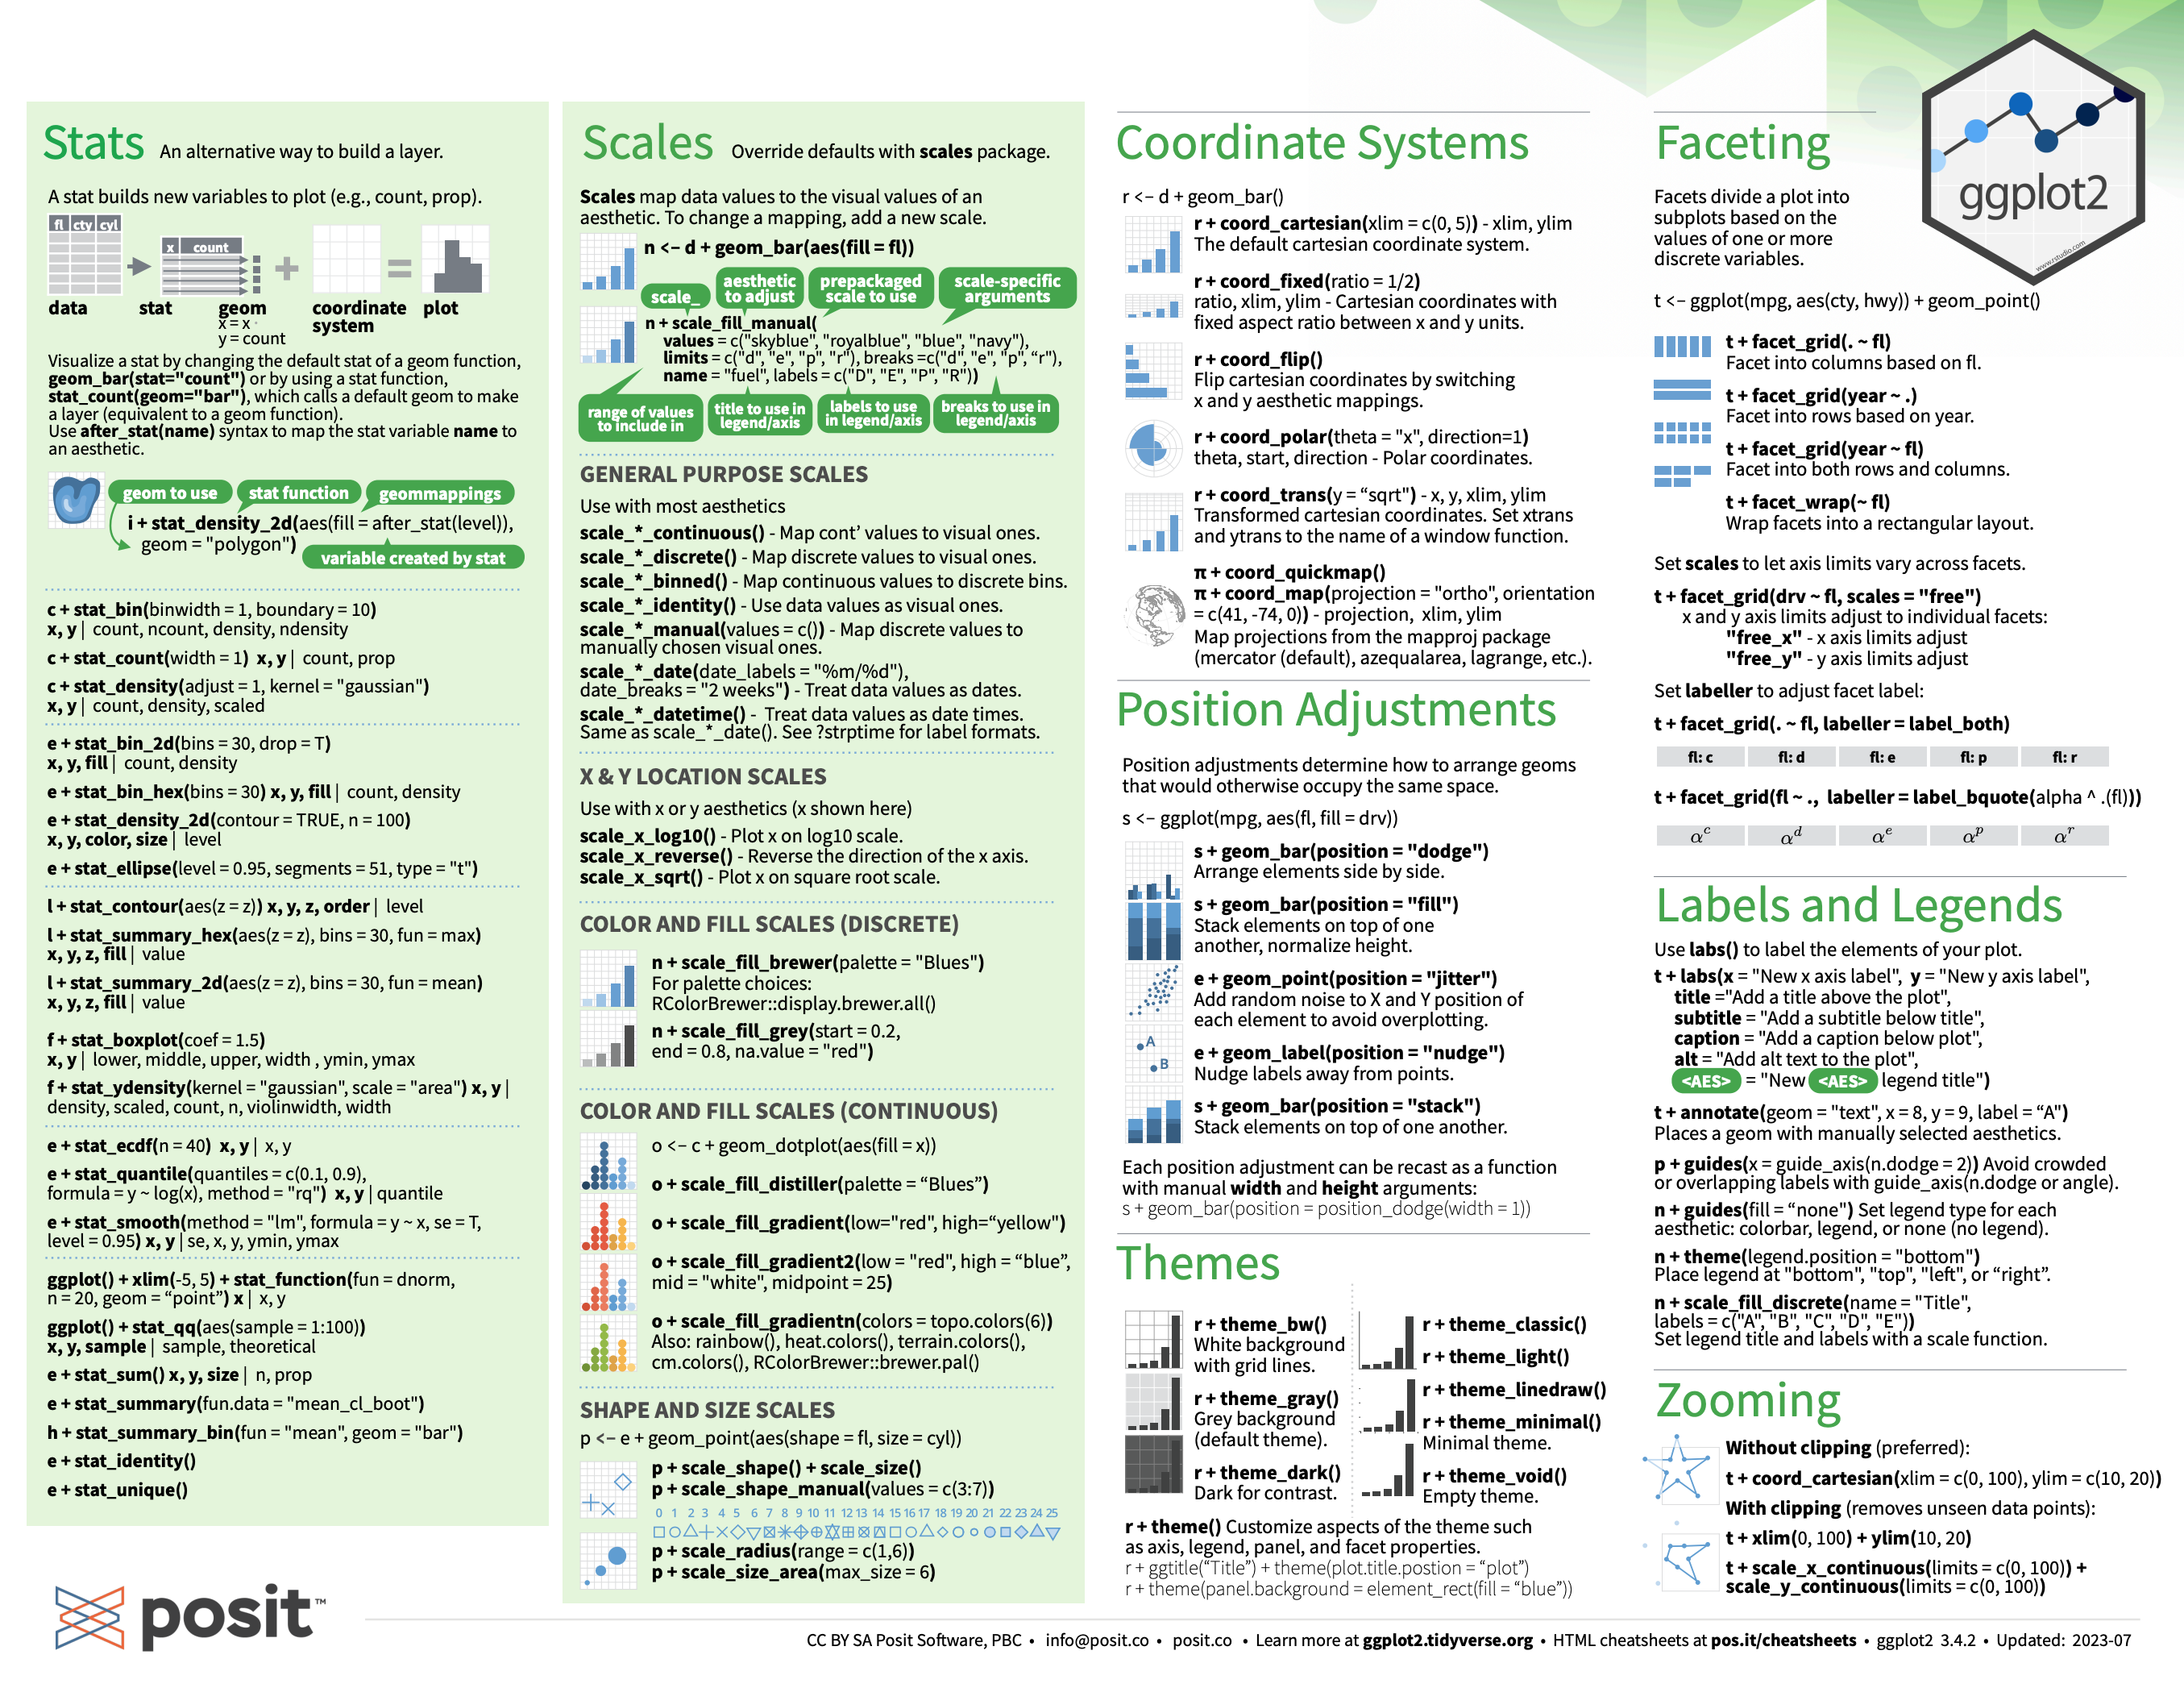 Stats An alternative way to build a layer.
A stat builds new variables to plot (e.g., count, prop).
fl cty cyl
x count
data stat geom coordinate plot
x = x · system
y = count
Visualize a stat by changing the default stat of a geom function,
geom_bar(stat="count") or by using a stat function,
stat_count(geom="bar"), which calls a default geom to make
a layer (equivalent to a geom function).
Use after_stat(name) syntax to map the stat variable name to
an aesthetic.
geom to use stat function geommappings
i + stat_density_2d(aes(fill = after_stat(level)),
geom = "polygon")
variable created by stat
c + stat_bin(binwidth = 1, boundary = 10)
x, y | count, ncount, density, ndensity
c + stat_count(width = 1) x, y | count, prop
c + stat_density(adjust = 1, kernel = "gaussian")
x, y | count, density, scaled
e + stat_bin_2d(bins = 30, drop = T)
x, y, fill | count, density
e + stat_bin_hex(bins = 30) x, y, fill | count, density
e + stat_density_2d(contour = TRUE, n = 100)
x, y, color, size | level
e + stat_ellipse(level = 0.95, segments = 51, type = "t")
l + stat_contour(aes(z = z)) x, y, z, order | level
l + stat_summary_hex(aes(z = z), bins = 30, fun = max)
x, y, z, fill | value
l + stat_summary_2d(aes(z = z), bins = 30, fun = mean)
x, y, z, fill | value
f + stat_boxplot(coef = 1.5)
x, y | lower, middle, upper, width , ymin, ymax
f + stat_ydensity(kernel = "gaussian", scale = "area") x, y |
density, scaled, count, n, violinwidth, width
e + stat_ecdf(n = 40) x, y | x, y
e + stat_quantile(quantiles = c(0.1, 0.9),
formula = y ~ log(x), method = "rq") x, y | quantile
e + stat_smooth(method = "lm", formula = y ~ x, se = T,
level = 0.95) x, y | se, x, y, ymin, ymax
ggplot() + xlim(-5, 5) + stat_function(fun = dnorm,
n = 20, geom = “point”) x | x, y
ggplot() + stat_qq(aes(sample = 1:100))
x, y, sample | sample, theoretical
e + stat_sum() x, y, size | n, prop
e + stat_summary(fun.data = "mean_cl_boot")
h + stat_summary_bin(fun = "mean", geom = "bar")
e + stat_identity()
e + stat_unique()
Scales Override defaults with scales package.
Scales map data values to the visual values of an
aesthetic. To change a mapping, add a new scale.
n <- d + geom_bar(aes(fill = fl))
scale_ aesthetic to adjust prepackaged scale to use scale-specific arguments
n + scale_fill_manual(
values = c("skyblue", "royalblue", "blue", "navy"),
limits = c("d", "e", "p", "r"), breaks =c("d", "e", "p", “r"),
name = "fuel", labels = c("D", "E", "P", "R"))
range of values to include in title to use in legend/axis labels to use in legend/axis breaks to use in legend/axis
GENERAL PURPOSE SCALES
Use with most aesthetics
scale_*_continuous() - Map cont’ values to visual ones.
scale_*_discrete() - Map discrete values to visual ones.
scale_*_binned() - Map continuous values to discrete bins.
scale_*_identity() - Use data values as visual ones.
scale_*_manual(values = c()) - Map discrete values to
manually chosen visual ones.
scale_*_date(date_labels = "%m/%d"),
date_breaks = "2 weeks") - Treat data values as dates.
scale_*_datetime() - Treat data values as date times.
Same as scale_*_date(). See ?strptime for label formats.
X & Y LOCATION SCALES
Use with x or y aesthetics (x shown here)
scale_x_log10() - Plot x on log10 scale.
scale_x_reverse() - Reverse the direction of the x axis.
scale_x_sqrt() - Plot x on square root scale.
COLOR AND FILL SCALES (DISCRETE)
n + scale_fill_brewer(palette = "Blues")
For palette choices:
RColorBrewer::display.brewer.all()
n + scale_fill_grey(start = 0.2,
end = 0.8, na.value = "red")
COLOR AND FILL SCALES (CONTINUOUS)
o <- c + geom_dotplot(aes(fill = x))
o + scale_fill_distiller(palette = “Blues”)
o + scale_fill_gradient(low="red", high=“yellow")
o + scale_fill_gradient2(low = "red", high = “blue”,
mid = "white", midpoint = 25)
o + scale_fill_gradientn(colors = topo.colors(6))
Also: rainbow(), heat.colors(), terrain.colors(),
cm.colors(), RColorBrewer::brewer.pal()
SHAPE AND SIZE SCALES
p <- e + geom_point(aes(shape = fl, size = cyl))
p + scale_shape() + scale_size()
p + scale_shape_manual(values = c(3:7))
0 1 2 3 4 5 6 7 8 9 10 11 12 13 14 15 16 17 18 19 20 21 22 23 24 25
p + scale_radius(range = c(1,6))
p + scale_size_area(max_size = 6)
Coordinate Systems
r <- d + geom_bar()
r + coord_cartesian(xlim = c(0, 5)) - xlim, ylim
The default cartesian coordinate system.
r + coord_fixed(ratio = 1/2)
ratio, xlim, ylim - Cartesian coordinates with
fixed aspect ratio between x and y units.
r + coord_flip()
Flip cartesian coordinates by switching
x and y aesthetic mappings.
r + coord_polar(theta = "x", direction=1)
theta, start, direction - Polar coordinates.
r + coord_trans(y = “sqrt") - x, y, xlim, ylim
Transformed cartesian coordinates. Set xtrans
and ytrans to the name of a window function.
π + coord_quickmap()
π + coord_map(projection = "ortho", orientation
= c(41, -74, 0)) - projection, xlim, ylim
Map projections from the mapproj package
(mercator (default), azequalarea, lagrange, etc.).
Position Adjustments
Position adjustments determine how to arrange geoms
that would otherwise occupy the same space.
s <- ggplot(mpg, aes(fl, fill = drv))
s + geom_bar(position = "dodge")
Arrange elements side by side.
s + geom_bar(position = "fill")
Stack elements on top of one
another, normalize height.
e + geom_point(position = "jitter")
Add random noise to X and Y position of
each element to avoid overplotting.
A
B
e + geom_label(position = "nudge")
Nudge labels away from points.
s + geom_bar(position = "stack")
Stack elements on top of one another.
Each position adjustment can be recast as a function
with manual width and height arguments:
s + geom_bar(position = position_dodge(width = 1))
Themes
r + theme_bw()
White background
with grid lines.
r + theme_gray()
Grey background
(default theme).
r + theme_dark()
Dark for contrast.
r + theme_classic()
r + theme_light()
r + theme_linedraw()
r + theme_minimal()
Minimal theme.
r + theme_void()
Empty theme.
r + theme() Customize aspects of the theme such
as axis, legend, panel, and facet properties.
r + ggtitle(“Title”) + theme(plot.title.postion = “plot”)
r + theme(panel.background = element_rect(fill = “blue”))
Faceting
ggplot2
www.rstudio.com
Facets divide a plot into
subplots based on the
values of one or more
discrete variables.
t <- ggplot(mpg, aes(cty, hwy)) + geom_point()
t + facet_grid(. ~ fl)
Facet into columns based on fl.
t + facet_grid(year ~ .)
Facet into rows based on year.
t + facet_grid(year ~ fl)
Facet into both rows and columns.
t + facet_wrap(~ fl)
Wrap facets into a rectangular layout.
Set scales to let axis limits vary across facets.
t + facet_grid(drv ~ fl, scales = "free")
x and y axis limits adjust to individual facets:
"free_x" - x axis limits adjust
"free_y" - y axis limits adjust
Set labeller to adjust facet label:
t + facet_grid(. ~ fl, labeller = label_both)
fl: c fl: d fl: e fl: p fl: r
t + facet_grid(fl ~ ., labeller = label_bquote(alpha ^ .(fl)))
αᶜ αᵈ αᵉ αᵖ αʳ
Labels and Legends
Use labs() to label the elements of your plot.
t + labs(x = "New x axis label", y = "New y axis label",
title ="Add a title above the plot",
subtitle = "Add a subtitle below title",
caption = "Add a caption below plot",
alt = "Add alt text to the plot",
<AES> = "New <AES> legend title")
t + annotate(geom = "text", x = 8, y = 9, label = “A")
Places a geom with manually selected aesthetics.
p + guides(x = guide_axis(n.dodge = 2)) Avoid crowded
or overlapping labels with guide_axis(n.dodge or angle).
n + guides(fill = “none") Set legend type for each
aesthetic: colorbar, legend, or none (no legend).
n + theme(legend.position = "bottom")
Place legend at "bottom", "top", "left", or “right”.
n + scale_fill_discrete(name = "Title",
labels = c("A", "B", "C", "D", "E"))
Set legend title and labels with a scale function.
Zooming
Without clipping (preferred):
t + coord_cartesian(xlim = c(0, 100), ylim = c(10, 20))
With clipping (removes unseen data points):
t + xlim(0, 100) + ylim(10, 20)
t + scale_x_continuous(limits = c(0, 100)) +
scale_y_continuous(limits = c(0, 100))
posit™
CC BY SA Posit Software, PBC • info@posit.co • posit.co • Learn more at ggplot2.tidyverse.org • HTML cheatsheets at pos.it/cheatsheets • ggplot2 3.4.2 • Updated: 2023-07